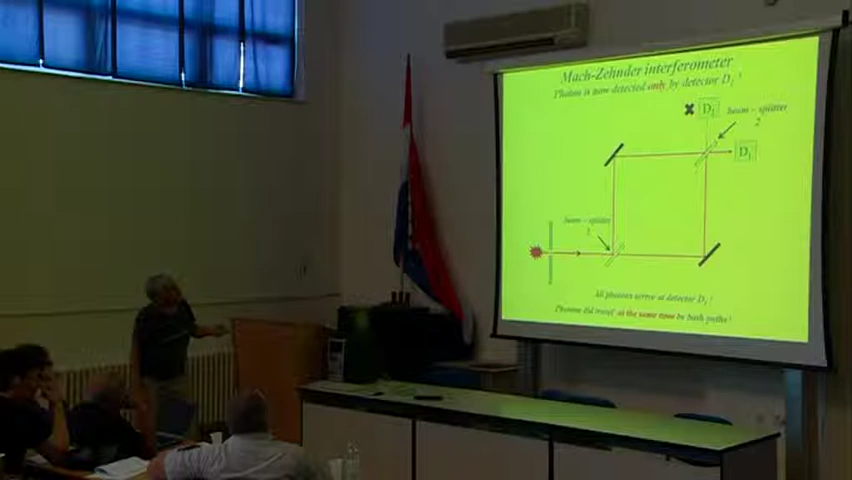 Mach-Zehnder interferometer
Photon is now detected only by detector D₁ !
D₂
beam – splitter
2
D₁
beam – splitter
1
All photons arrive at detector D₁!
Photon did travel at the same time by both paths!